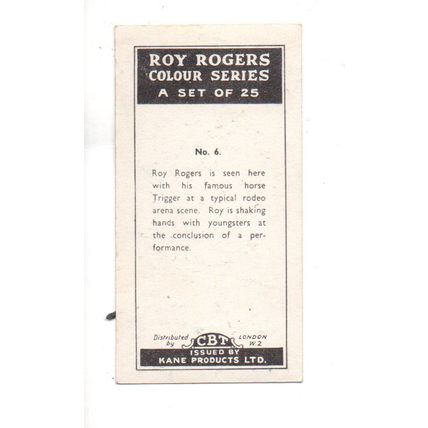 ROY ROGERS
COLOUR SERIES
A SET OF 25
No. 6.
Roy Rogers is seen here
with his famous horse
Trigger at a typical rodeo
arena scene. Roy is shaking
hands with youngsters at
the conclusion of a per-
formance.
Distributed by CBT LONDON W.2
ISSUED BY
KANE PRODUCTS LTD.